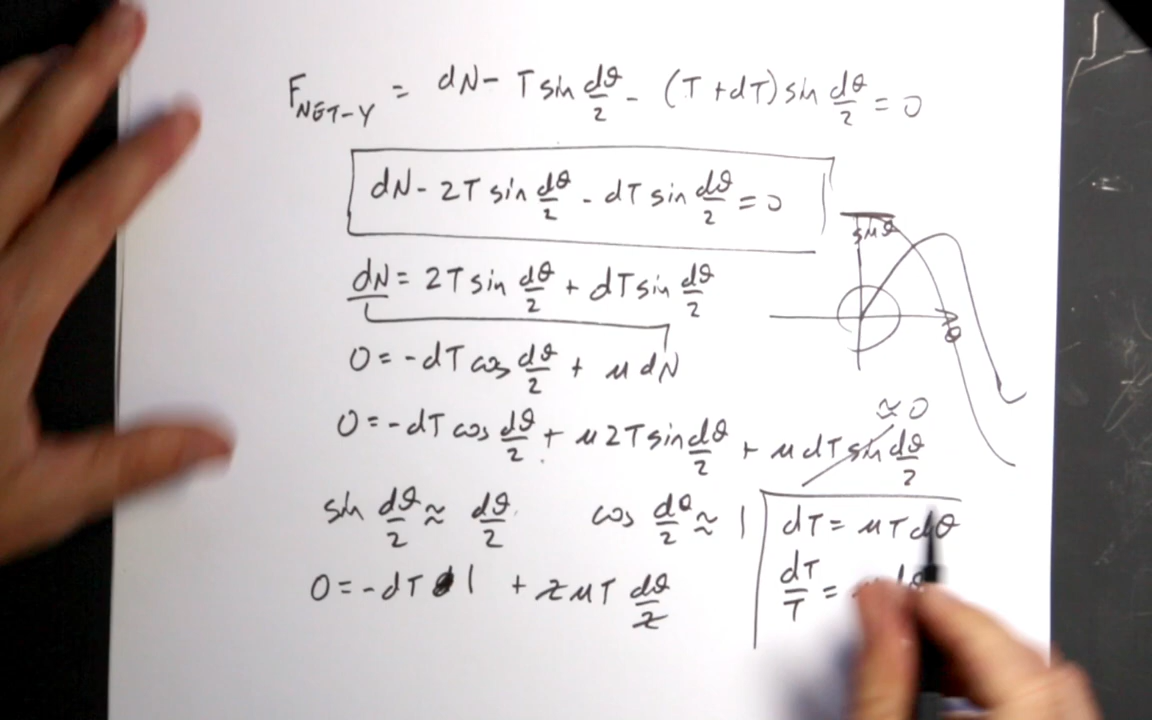 F_NET-Y = dN - T sin dθ/2 - (T + dT) sin dθ/2 = 0
dN - 2T sin dθ/2 - dT sin dθ/2 = 0
sin θ
θ
dN = 2T sin dθ/2 + dT sin dθ/2
0 = -dT cos dθ/2 + μ dN
≈ 0
0 = -dT cos dθ/2 + μ2T sin dθ/2 + μ dT sin dθ/2
sin dθ/2 ≈ dθ/2 cos dθ/2 ≈ 1
dT = μT dθ
0 = -dT 1 + 2μT dθ/2
dT/T =